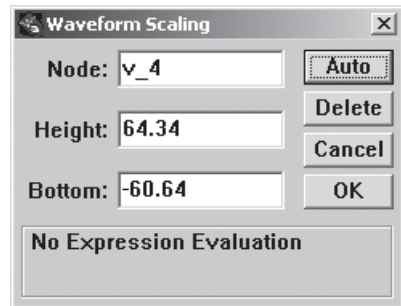 Waveform Scaling
Node: v_4
Auto
Delete
Height: 64.34
Cancel
Bottom: -60.64
OK
No Expression Evaluation